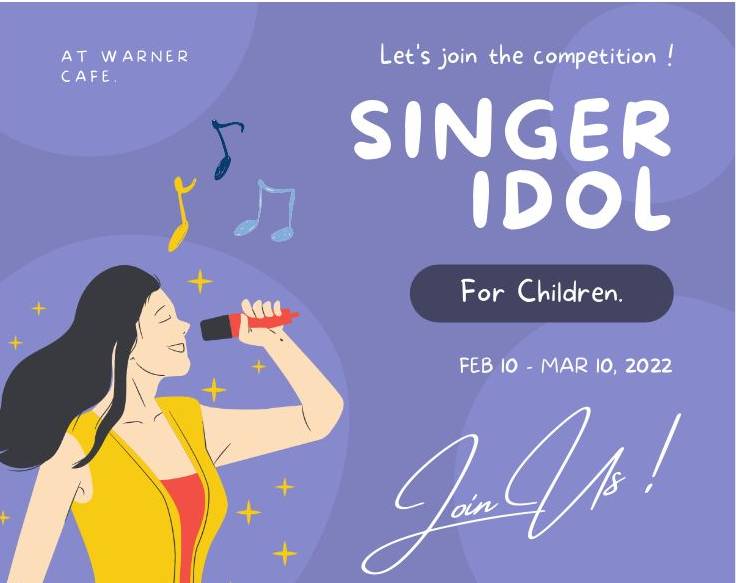 AT WARNER
CAFE.
Let's join the competition !
SINGER
IDOL
For Children.
FEB 10 - MAR 10, 2022
Join Us !